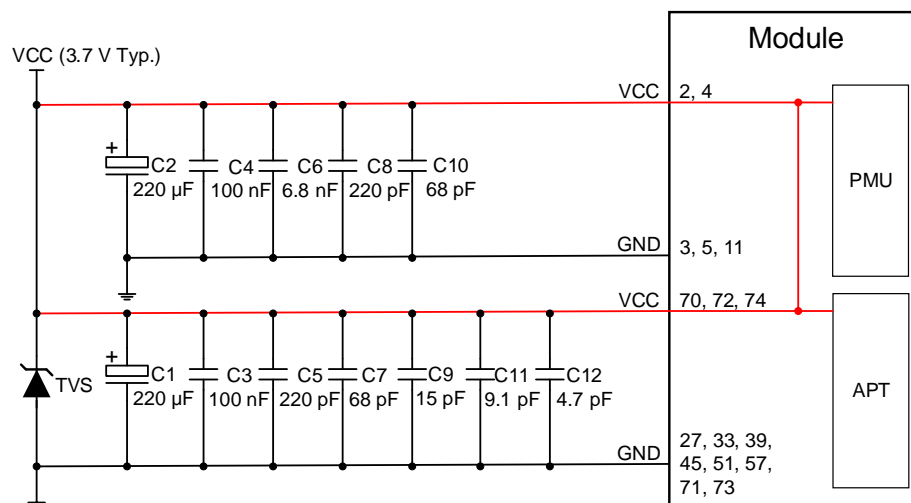 Module
VCC (3.7 V Typ.)
VCC
2, 4
+
C2
C4
C6
C8
C10
220 µF
100 nF
6.8 nF
220 pF
68 pF
PMU
GND
3, 5, 11
VCC
70, 72, 74
+
C1
C3
C5
C7
C9
C11
C12
TVS
220 µF
100 nF
220 pF
68 pF
15 pF
9.1 pF
4.7 pF
APT
GND
27, 33, 39,
45, 51, 57,
71, 73